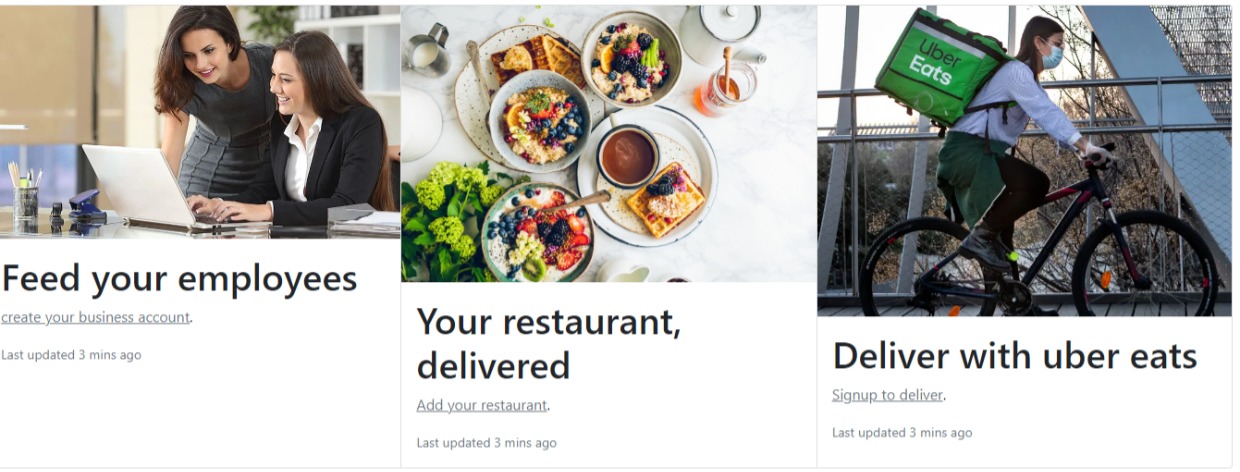 Feed your employees
create your business account.
Last updated 3 mins ago
Your restaurant,
delivered
Add your restaurant.
Last updated 3 mins ago
Uber
Eats
Deliver with uber eats
Signup to deliver.
Last updated 3 mins ago